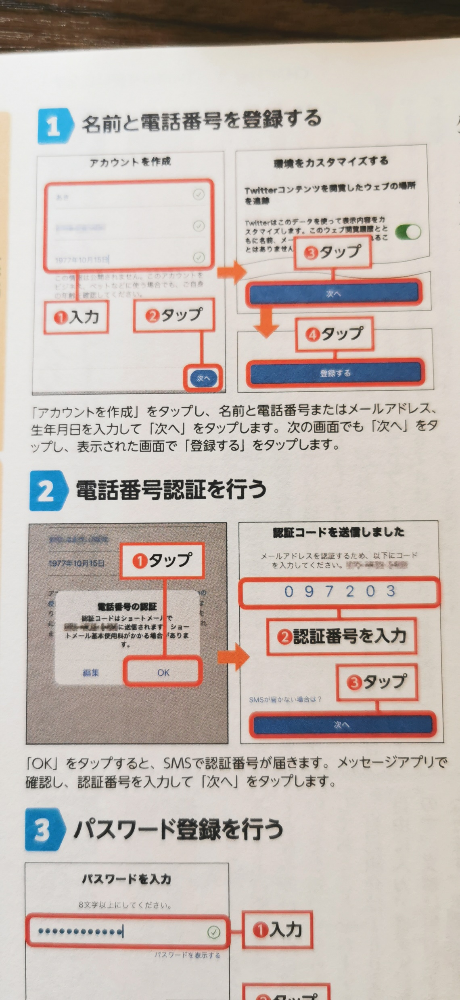 1 名前と電話番号を登録する
アカウントを作成
あき
1977年10月15日
この情報は公開されません。このアカウントを
ビジネス、ペットなどに使う場合でも、ご自身
の年齢を確認してください。
❶入力
❷タップ
次へ
環境をカスタマイズする
Twitterコンテンツを閲覧したウェブの場所
を追跡
Twitterはこのデータを使って表示内容をカ
スタマイズします。このウェブ閲覧履歴とと
もに名前、メー
るこ
とはありません
❸タップ
次へ
❹タップ
登録する
「アカウントを作成」をタップし、名前と電話番号またはメールアドレス、
生年月日を入力して「次へ」をタップします。次の画面でも「次へ」をタ
ップし、表示された画面で「登録する」をタップします。
2 電話番号認証を行う
1977年10月15日
❶タップ
電話番号の認証
認証コードはショートメールで
に送信されます。ショー
トメール基本使用料がかかる場合がありま
す。
編集
OK
認証コードを送信しました
メールアドレスを認証するため、以下にコード
を入力してください。
097203
❷認証番号を入力
❸タップ
SMSが届かない場合は？
次へ
「OK」をタップすると、SMSで認証番号が届きます。メッセージアプリで
確認し、認証番号を入力して「次へ」をタップします。
3 パスワード登録を行う
パスワードを入力
8文字以上にしてください。
❶入力
パスワードを表示する
❷タップ